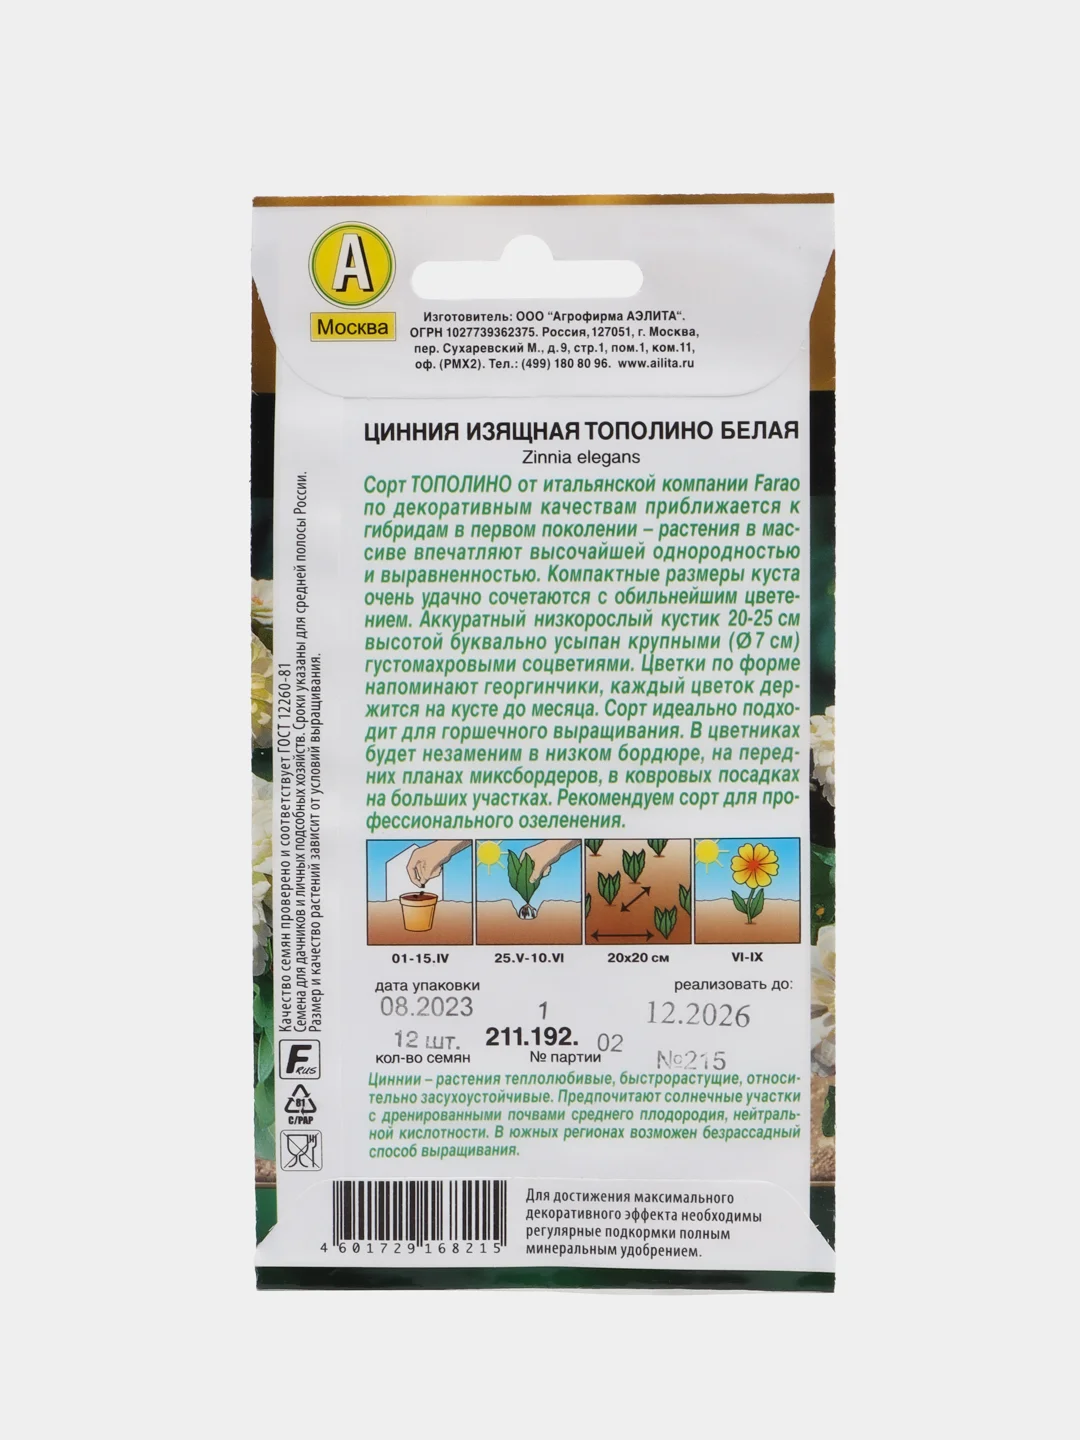 А
Москва
Изготовитель: ООО "Агрофирма АЭЛИТА".
ОГРН 1027739362375. Россия, 127051, г. Москва,
пер. Сухаревский М., д.9, стр.1, пом.1, ком.11,
оф. (РМХ2). Тел.: (499) 180 80 96. www.ailita.ru
ЦИННИЯ ИЗЯЩНАЯ ТОПОЛИНО БЕЛАЯ
Zinnia elegans
Сорт ТОПОЛИНО от итальянской компании Farao
по декоративным качествам приближается к
гибридам в первом поколении – растения в мас-
сиве впечатляют высочайшей однородностью
и выравненностью. Компактные размеры куста
очень удачно сочетаются с обильнейшим цвете-
нием. Аккуратный низкорослый кустик 20-25 см
высотой буквально усыпан крупными (Ø 7 см)
густомахровыми соцветиями. Цветки по форме
напоминают георгинчики, каждый цветок дер-
жится на кусте до месяца. Сорт идеально подхо-
дит для горшечного выращивания. В цветниках
будет незаменим в низком бордюре, на перед-
них планах миксбордеров, в ковровых посадках
на больших участках. Рекомендуем сорт для про-
фессионального озеленения.
01-15.IV
25.V-10.VI
20х20 см
VI-IX
дата упаковки
08.2023
1
реализовать до:
12.2026
12 шт.
211.192.
02
кол-во семян
№ партии
№215
Циннии – растения теплолюбивые, быстрорастущие, относи-
тельно засухоустойчивые. Предпочитают солнечные участки
с дренированными почвами среднего плодородия, нейтраль-
ной кислотности. В южных регионах возможен безрассадный
способ выращивания.
Качество семян проверено и соответствует ГОСТ 12260-81
Семена для дачников и личных подсобных хозяйств. Сроки указаны для средней полосы России.
Размер и качество растений зависит от условий выращивания.
F RUS
81
C/PAP
4 601729 168215
Для достижения максимального
декоративного эффекта необходимы
регулярные подкормки полным
минеральным удобрением.